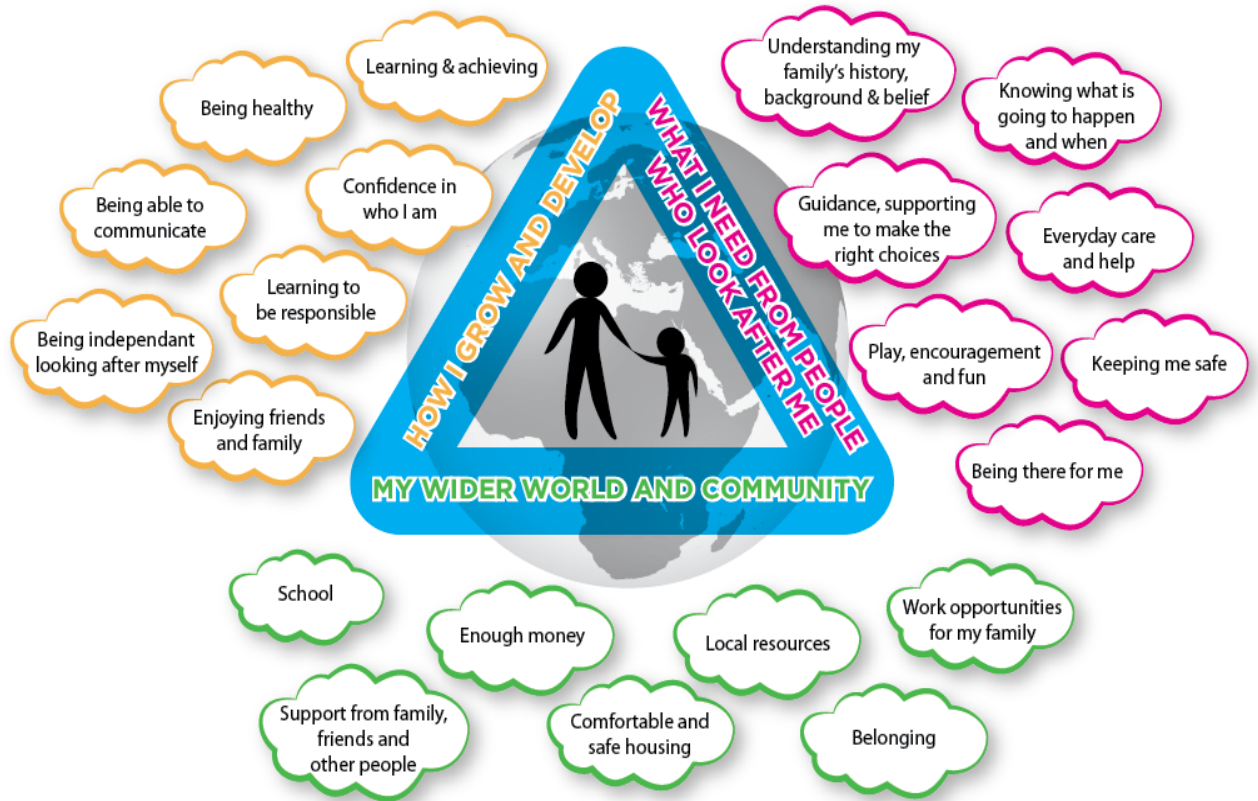 Learning & achieving
Being healthy
Confidence in
who I am
Being able to
communicate
Learning to
be responsible
Being independant
looking after myself
Enjoying friends
and family
HOW I GROW AND DEVELOP
WHAT I NEED FROM PEOPLE
WHO LOOK AFTER ME
MY WIDER WORLD AND COMMUNITY
Understanding my
family's history,
background & belief
Knowing what is
going to happen
and when
Guidance, supporting
me to make the
right choices
Everyday care
and help
Play, encouragement
and fun
Keeping me safe
Being there for me
School
Enough money
Local resources
Work opportunities
for my family
Support from family,
friends and
other people
Comfortable and
safe housing
Belonging